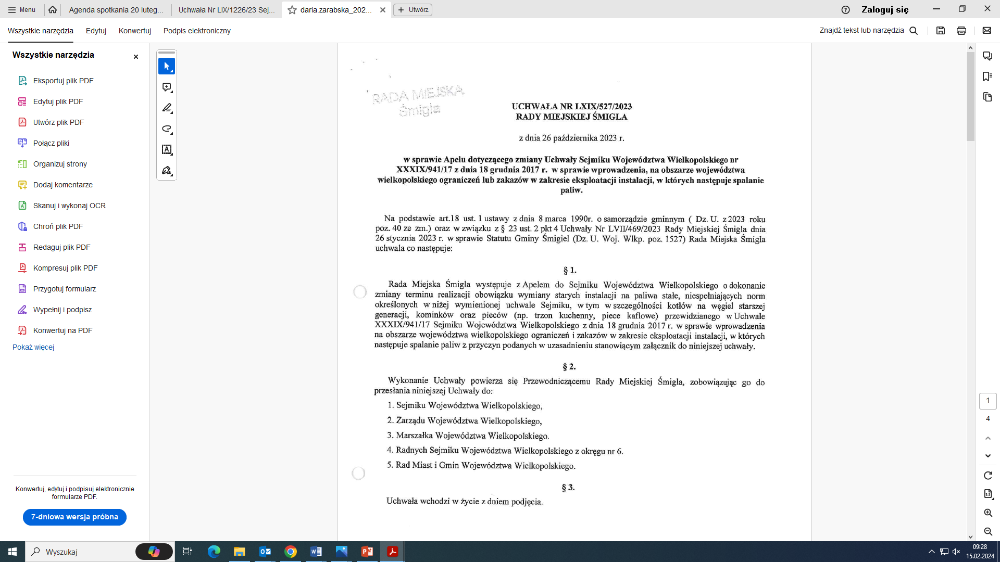 Menu
Agenda spotkania 20 luteg...
Uchwała Nr LIX/1226/23 Sej...
daria.zarabska_202...
Utwórz
Zaloguj się
Wszystkie narzędzia
Edytuj
Konwertuj
Podpis elektroniczny
Znajdź tekst lub narzędzia
Wszystkie narzędzia
Eksportuj plik PDF
Edytuj plik PDF
Utwórz plik PDF
Połącz pliki
Organizuj strony
Dodaj komentarze
Skanuj i wykonaj OCR
Chroń plik PDF
Redaguj plik PDF
Kompresuj plik PDF
Przygotuj formularz
Wypełnij i podpisz
Konwertuj na PDF
Pokaż więcej
Konwertuj, edytuj i podpisuj elektronicznie
formularze PDF.
7-dniowa wersja próbna
RADA MIEJSKA
Śmigla
UCHWAŁA NR LXIX/527/2023
RADY MIEJSKIEJ ŚMIGLA
z dnia 26 października 2023 r.
w sprawie Apelu dotyczącego zmiany Uchwały Sejmiku Województwa Wielkopolskiego nr
XXXIX/941/17 z dnia 18 grudnia 2017 r. w sprawie wprowadzenia, na obszarze województwa
wielkopolskiego ograniczeń lub zakazów w zakresie eksploatacji instalacji, w których następuje spalanie
paliw.
Na podstawie art.18 ust. 1 ustawy z dnia 8 marca 1990r. o samorządzie gminnym ( Dz. U. z 2023 roku
poz. 40 ze zm.) oraz w związku z § 23 ust. 2 pkt 4 Uchwały Nr LVII/469/2023 Rady Miejskiej Śmigla dnia
26 stycznia 2023 r. w sprawie Statutu Gminy Śmigiel (Dz. U. Woj. Wlkp. poz. 1527) Rada Miejska Śmigla
uchwala co następuje:
§ 1.
Rada Miejska Śmigla występuje z Apelem do Sejmiku Województwa Wielkopolskiego o dokonanie
zmiany terminu realizacji obowiązku wymiany starych instalacji na paliwa stałe, niespełniających norm
określonych w niżej wymienionej uchwale Sejmiku, w tym w szczególności kotłów na węgiel starszej
generacji, kominków oraz pieców (np. trzon kuchenny, piece kaflowe) przewidzianego w Uchwale
XXXIX/941/17 Sejmiku Województwa Wielkopolskiego z dnia 18 grudnia 2017 r. w sprawie wprowadzenia
na obszarze województwa wielkopolskiego ograniczeń i zakazów w zakresie eksploatacji instalacji, w których
następuje spalanie paliw z przyczyn podanych w uzasadnieniu stanowiącym załącznik do niniejszej uchwały.
§ 2.
Wykonanie Uchwały powierza się Przewodniczącemu Rady Miejskiej Śmigla, zobowiązując go do
przesłania niniejszej Uchwały do:
1. Sejmiku Województwa Wielkopolskiego,
2. Zarządu Województwa Wielkopolskiego,
3. Marszałka Województwa Wielkopolskiego.
4. Radnych Sejmiku Województwa Wielkopolskiego z okręgu nr 6.
5. Rad Miast i Gmin Województwa Wielkopolskiego.
§ 3.
Uchwała wchodzi w życie z dniem podjęcia.
1
4
Wyszukaj
09:28
15.02.2024